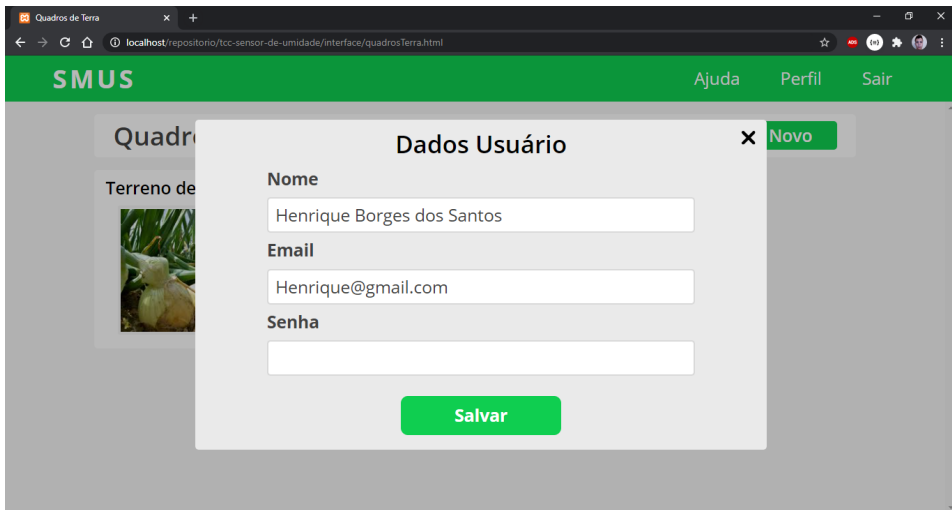 Quadros de Terra
localhost/repositorio/tcc-sensor-de-umidade/interface/quadrosTerra.html
ABP
SMUS
Ajuda
Perfil
Sair
Quadr
Novo
Terreno de
Dados Usuário
Nome
Henrique Borges dos Santos
Email
Henrique@gmail.com
Senha
Salvar